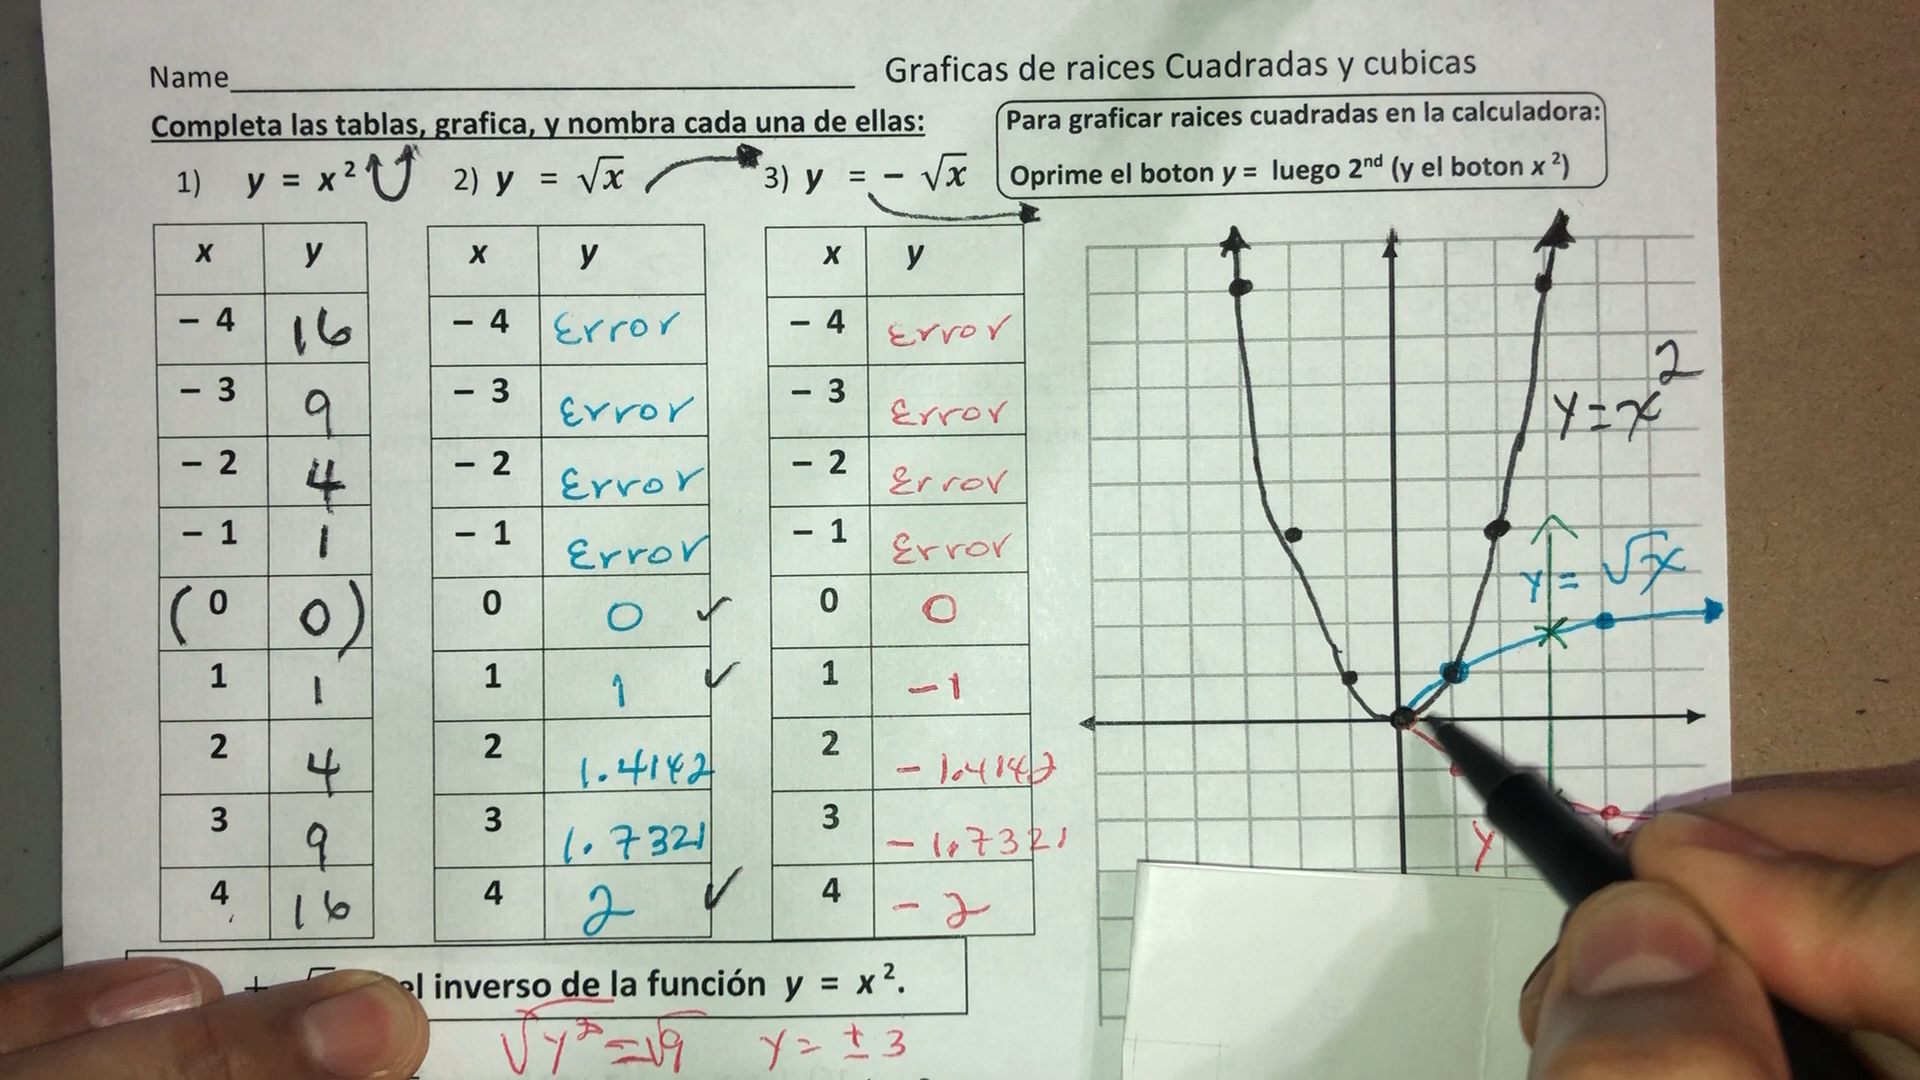 Name
Graficas de raices Cuadradas y cubicas
Completa las tablas, grafica, y nombra cada una de ellas:
Para graficar raices cuadradas en la calculadora:
Oprime el boton y = luego 2nd (y el boton x²)
1) y = x²
2) y = √x
3) y = − √x
x y
− 4 16
− 3 9
− 2 4
− 1 1
(0 0)
1 1
2 4
3 9
4 16
x y
− 4 Error
− 3 Error
− 2 Error
− 1 Error
0 0 ✓
1 1 ✓
2 1.4142
3 1.7321
4 2 ✓
x y
− 4 Error
− 3 Error
− 2 Error
− 1 Error
0 0
1 −1
2 −1.4142
3 −1.7321
4 −2
y = x²
y = √x
y
el inverso de la función y = x².
√y² = √9 y = ± 3